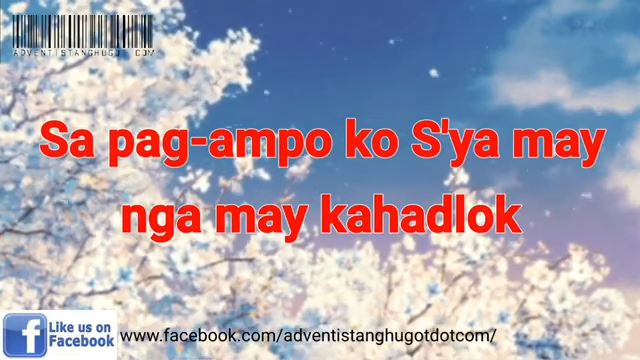 ADVENTISTANGHUGOT COM
Sa pag-ampo ko S'ya may
nga may kahadlok
Like us on
Facebook
www.facebook.com/adventistanghugotdotcom/